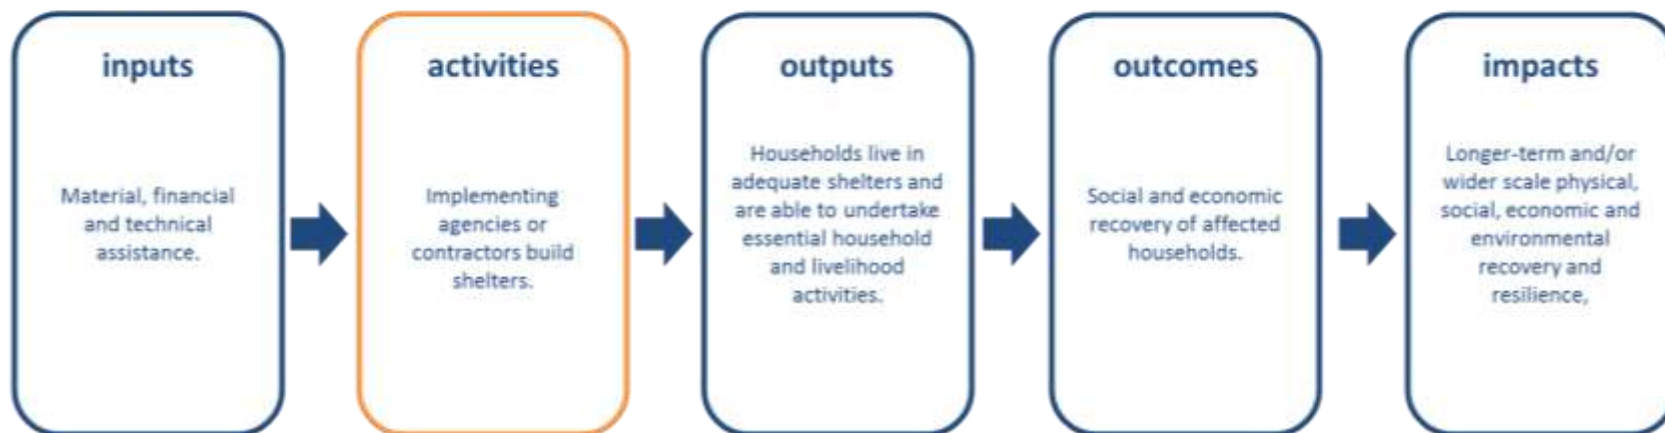 inputs
Material, financial
and technical
assistance.
activities
Implementing
agencies or
contractors build
shelters.
outputs
Households live in
adequate shelters and
are able to undertake
essential household
and livelihood
activities.
outcomes
Social and economic
recovery of affected
households.
impacts
Longer-term and/or
wider scale physical,
social, economic and
environmental
recovery and
resilience,